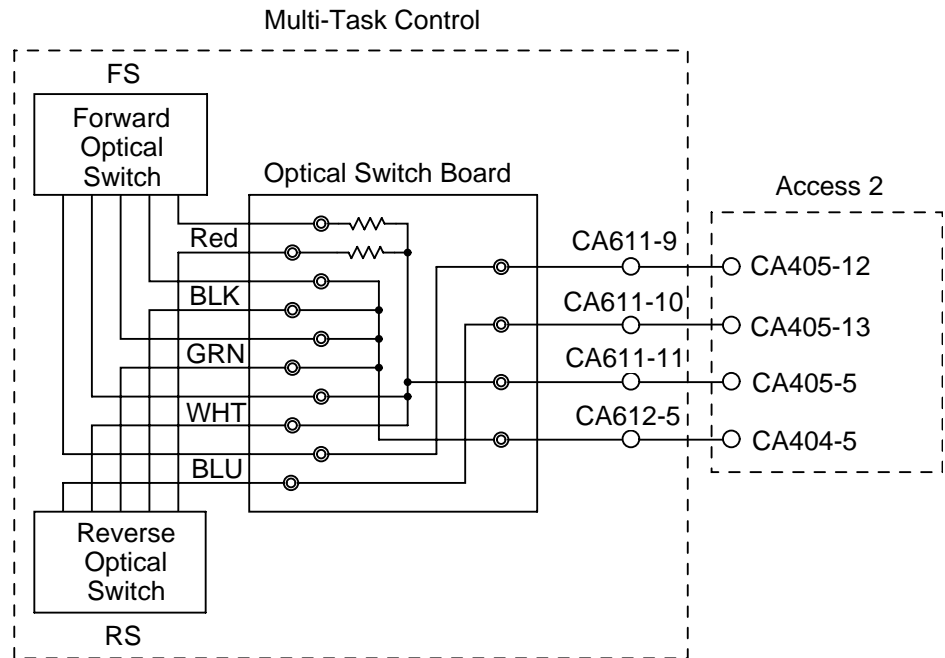 Multi-Task Control
FS
Forward
Optical
Switch
Optical Switch Board
Access 2
Red
BLK
GRN
WHT
BLU
CA611-9
CA611-10
CA611-11
CA612-5
CA405-12
CA405-13
CA405-5
CA404-5
Reverse
Optical
Switch
RS